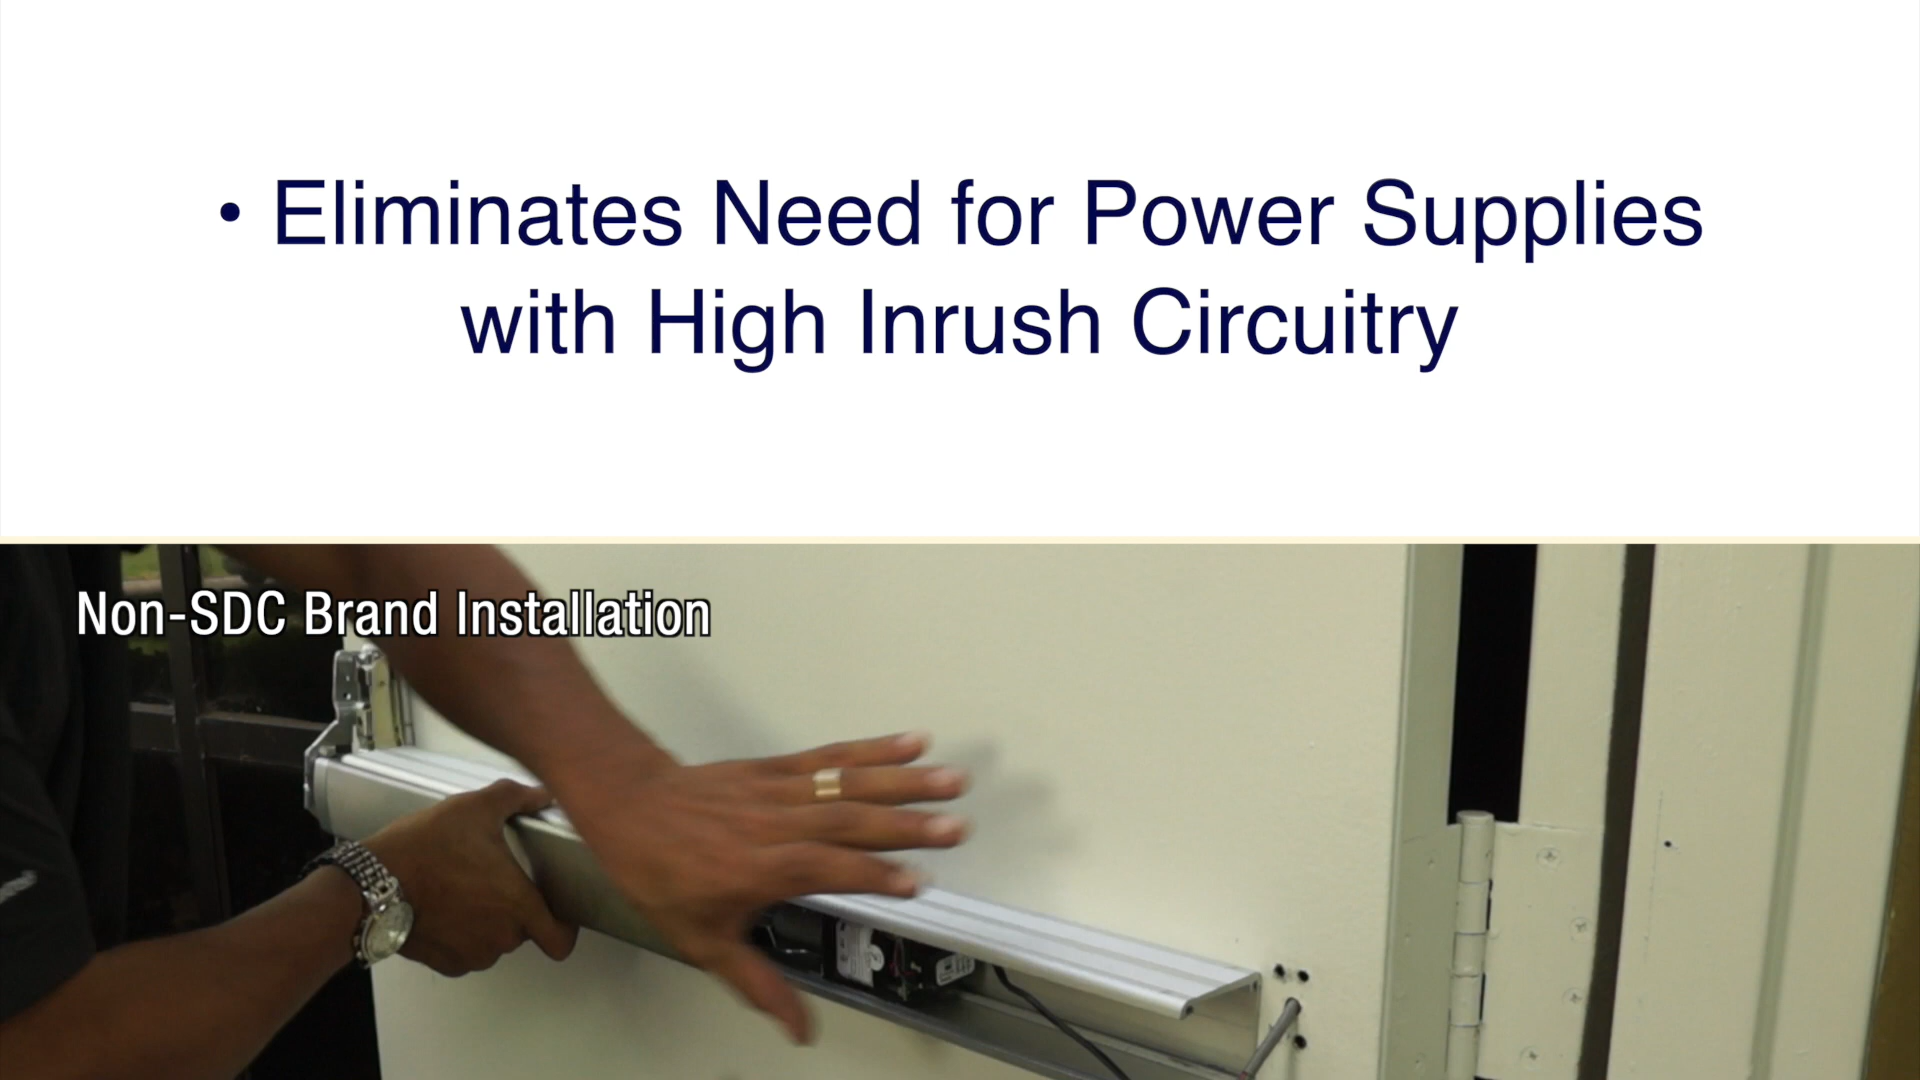 • Eliminates Need for Power Supplies
with High Inrush Circuitry
Non-SDC Brand Installation